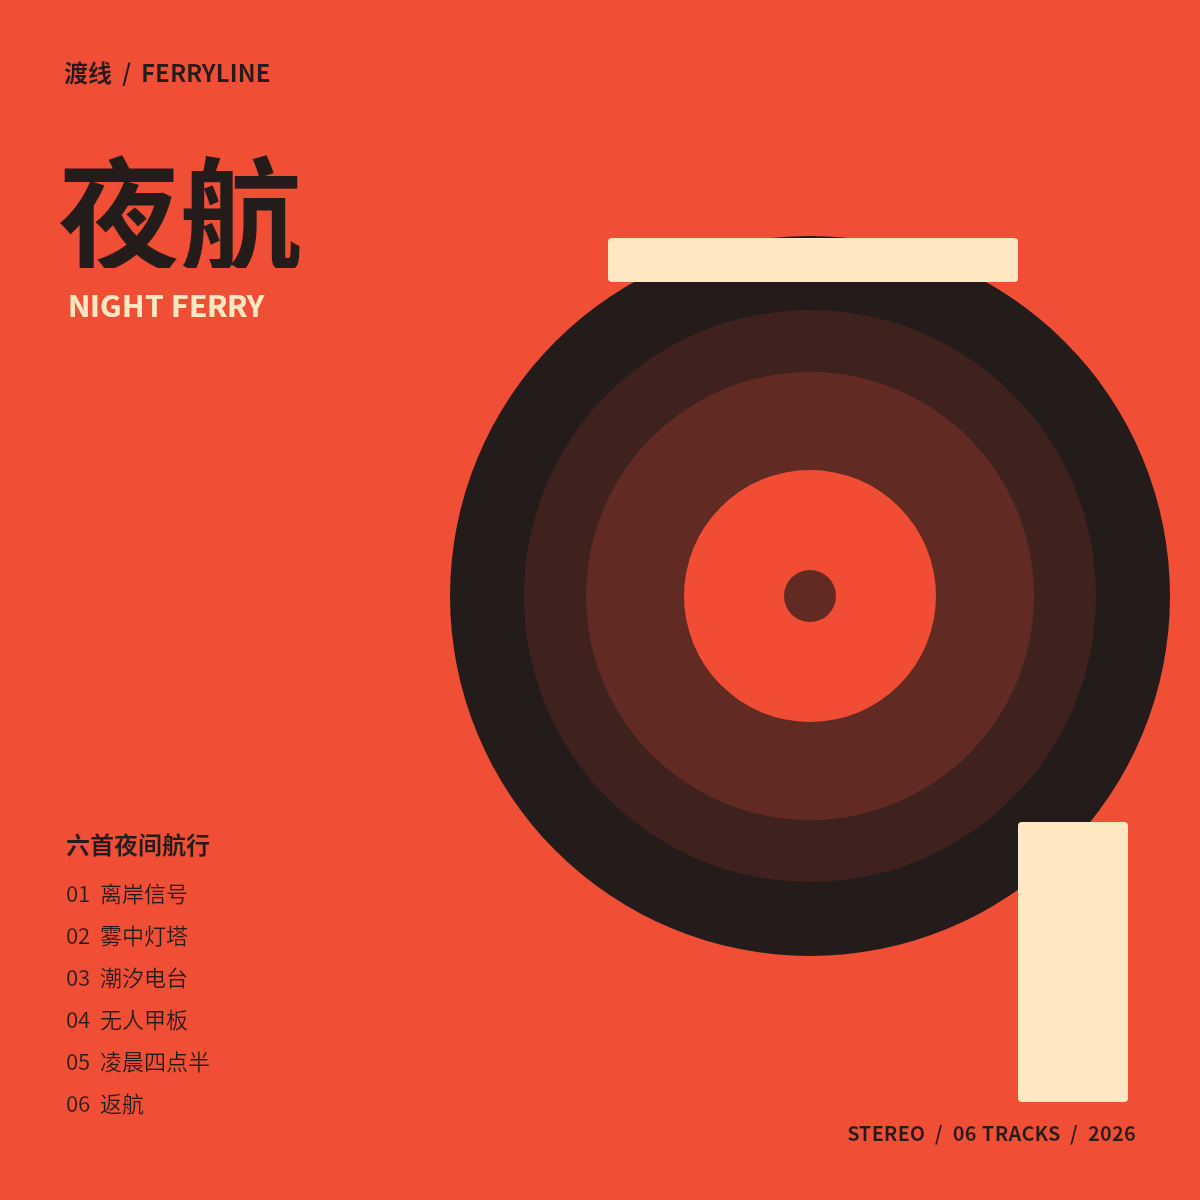 渡线 / FERRYLINE
夜航
NIGHT FERRY
六首夜间航行
01 离岸信号
02 雾中灯塔
03 潮汐电台
04 无人甲板
05 凌晨四点半
06 返航
STEREO / 06 TRACKS / 2026